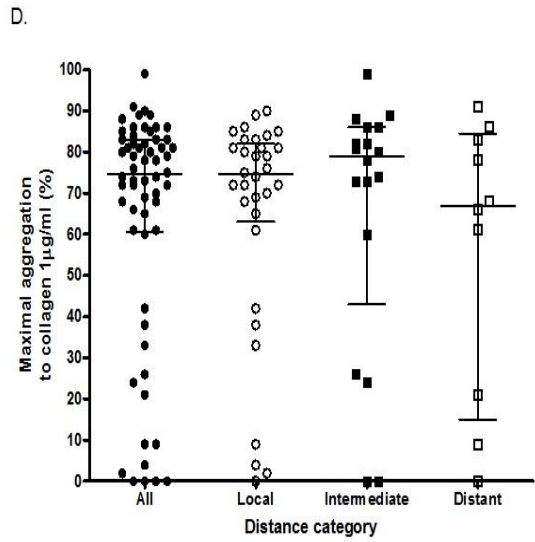 D.
Maximal aggregation
to collagen 1µg/ml (%)
100
90
80
70
60
50
40
30
20
10
0
All Local Intermediate Distant
Distance category